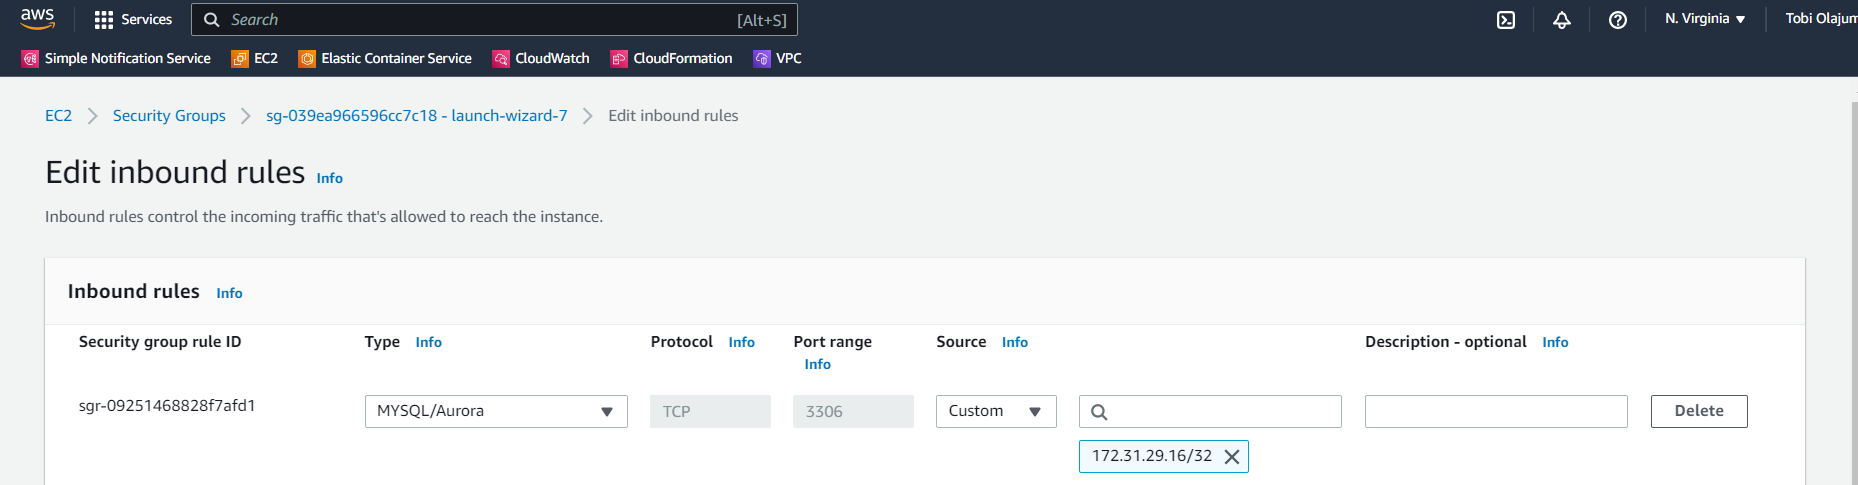 aws Services Search [Alt+S] N. Virginia Tobi Olajum
Simple Notification Service EC2 Elastic Container Service CloudWatch CloudFormation VPC
EC2 > Security Groups > sg-039ea966596cc7c18 - launch-wizard-7 > Edit inbound rules
Edit inbound rules Info
Inbound rules control the incoming traffic that's allowed to reach the instance.
Inbound rules Info
Security group rule ID Type Info Protocol Info Port range Source Info Description - optional Info
Info
sgr-09251468828f7afd1 MYSQL/Aurora TCP 3306 Custom Delete
172.31.29.16/32